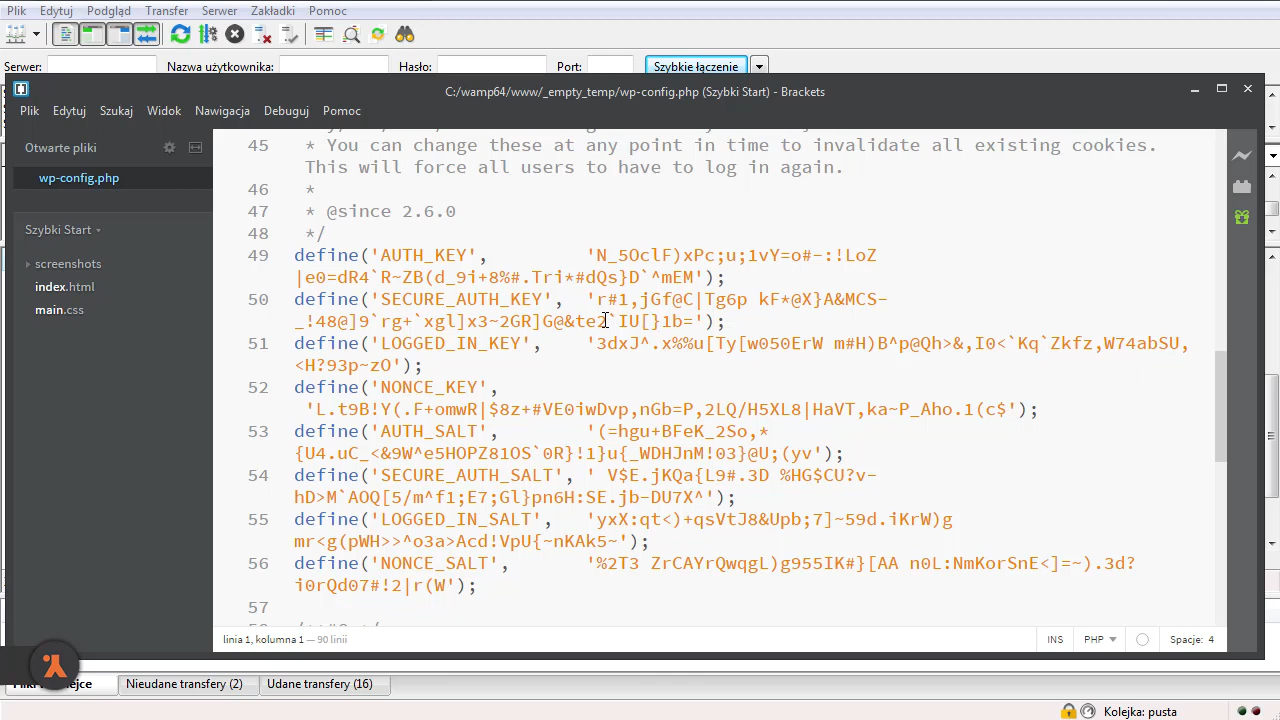 Plik Edytuj Podgląd Transfer Serwer Zakładki Pomoc
Serwer: Nazwa użytkownika: Hasło: Port: Szybkie łączenie
C:/wamp64/www/_empty_temp/wp-config.php (Szybki Start) - Brackets
Plik Edytuj Szukaj Widok Nawigacja Debuguj Pomoc
Otwarte pliki
wp-config.php
Szybki Start
screenshots
index.html
main.css
45 * You can change these at any point in time to invalidate all existing cookies.
This will force all users to have to log in again.
46 *
47 * @since 2.6.0
48 */
49 define('AUTH_KEY', 'N_5OclF)xPc;u;1vY=o#-:!LoZ
|e0=dR4`R~ZB(d_9i+8%#.Tri*#dQs}D`^mEM');
50 define('SECURE_AUTH_KEY', 'r#1,jGf@C|Tg6p kF*@X}A&MCS-
_!48@]9`rg+`xgl]x3~2GR]G@&te2`IU[}1b=');
51 define('LOGGED_IN_KEY', '3dxJ^.x%%u[Ty[w050ErW m#H)B^p@Qh>&,I0<`Kq`Zkfz,W74abSU,
<H?93p~zO');
52 define('NONCE_KEY',
'L.t9B!Y(.F+omwR|$8z+#VE0iwDvp,nGb=P,2LQ/H5XL8|HaVT,ka~P_Aho.1(c$');
53 define('AUTH_SALT', '(=hgu+BFeK_2So,*
{U4.uC_<&9W^e5HOPZ81OS`0R}!1}u{_WDHJnM!03}@U;(yv');
54 define('SECURE_AUTH_SALT', ' V$E.jKQa{L9#.3D %HG$CU?v-
hD>M`AOQ[5/m^f1;E7;Gl}pn6H:SE.jb-DU7X^');
55 define('LOGGED_IN_SALT', 'yxX:qt<)+qsVtJ8&Upb;7]~59d.iKrW)g
mr<g(pWH>>^o3a>Acd!VpU{~nKAk5~');
56 define('NONCE_SALT', '%2T3 ZrCAYrQwqgL)g955IK#}[AA n0L:NmKorSnE<]=~).3d?
i0rQd07#!2|r(W');
57
linia 1, kolumna 1 — 90 linii INS PHP Spacje: 4
Nieudane transfery (2) Udane transfery (16)
Kolejka: pusta